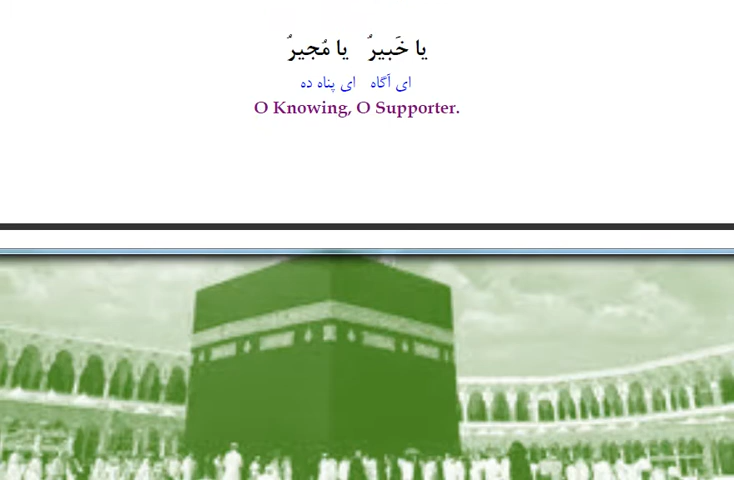 يا خَبيرُ يا مُجيرُ
ای آگاه ای پناه ده
O Knowing, O Supporter.